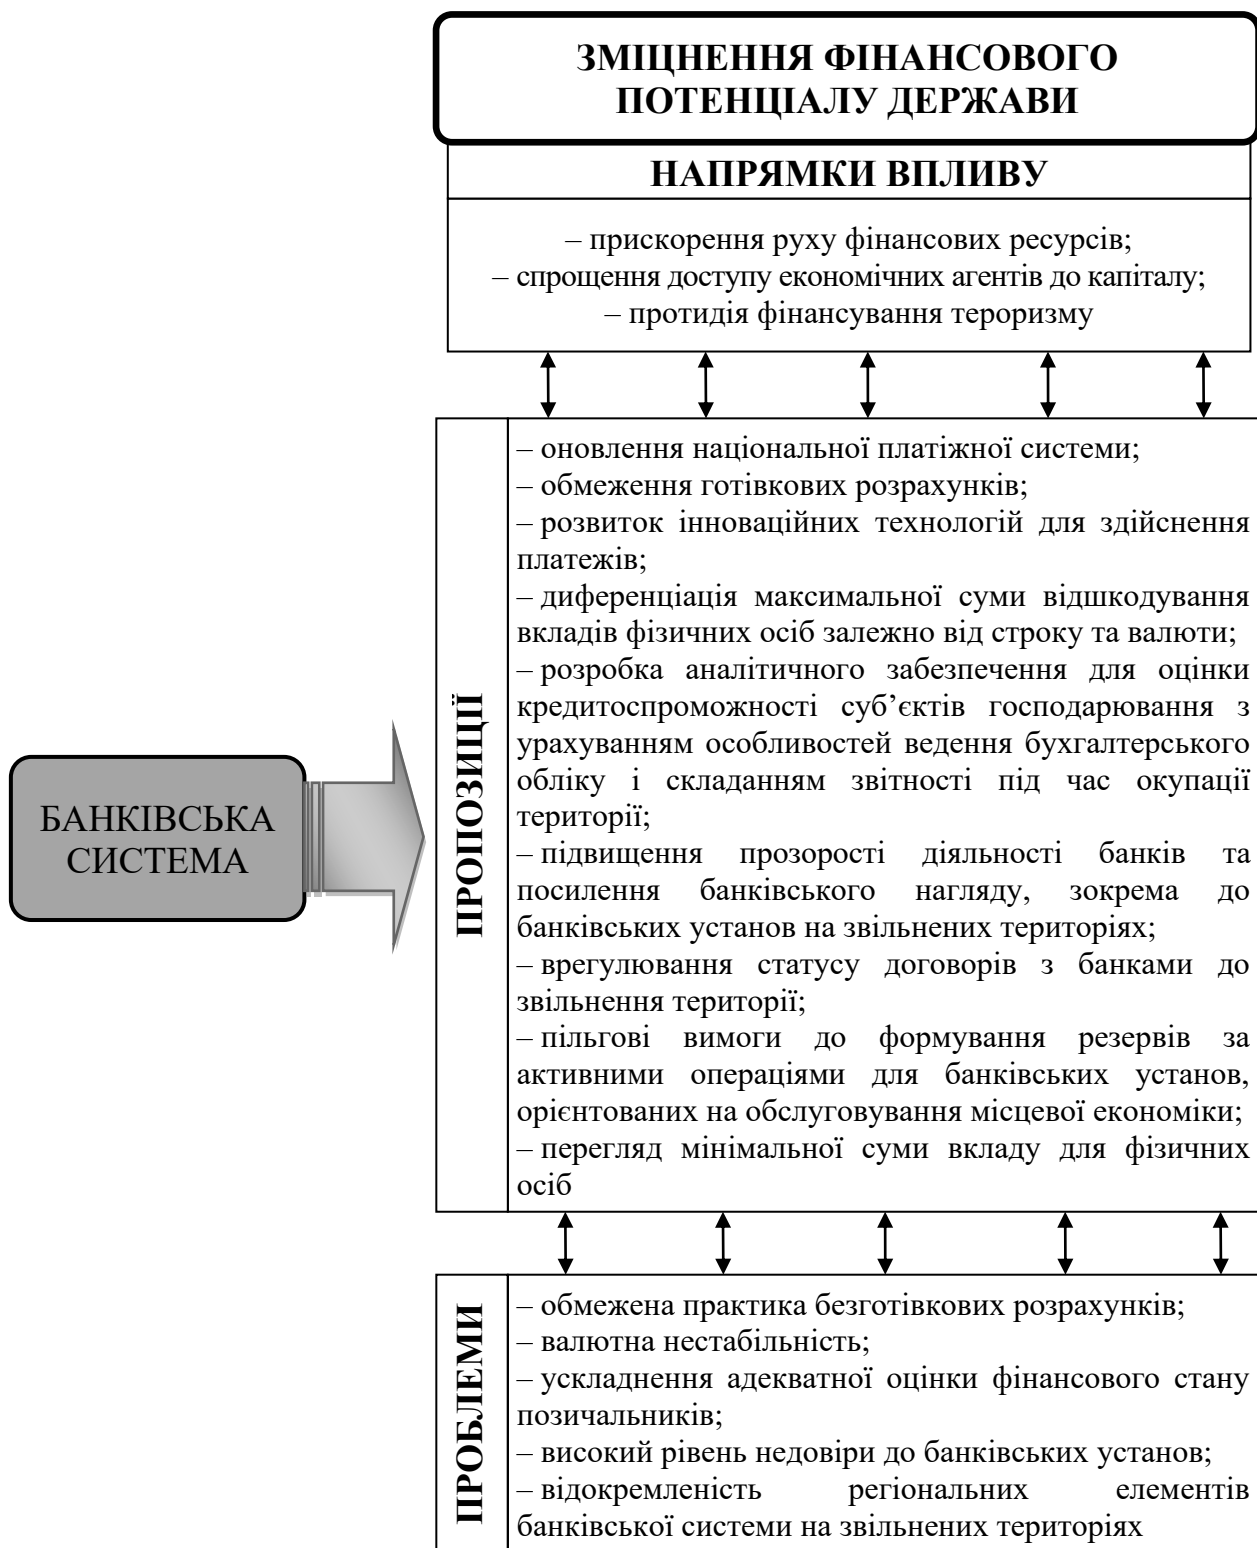 ЗМІЦНЕННЯ ФІНАНСОВОГО
ПОТЕНЦІАЛУ ДЕРЖАВИ
НАПРЯМКИ ВПЛИВУ
– прискорення руху фінансових ресурсів;
– спрощення доступу економічних агентів до капіталу;
– протидія фінансування тероризму
БАНКІВСЬКА
СИСТЕМА
ПРОПОЗИЦІЇ
– оновлення національної платіжної системи;
– обмеження готівкових розрахунків;
– розвиток інноваційних технологій для здійснення
платежів;
– диференціація максимальної суми відшкодування
вкладів фізичних осіб залежно від строку та валюти;
– розробка аналітичного забезпечення для оцінки
кредитоспроможності суб’єктів господарювання з
урахуванням особливостей ведення бухгалтерського
обліку і складанням звітності під час окупації
території;
– підвищення прозорості діяльності банків та
посилення банківського нагляду, зокрема до
банківських установ на звільнених територіях;
– врегулювання статусу договорів з банками до
звільнення території;
– пільгові вимоги до формування резервів за
активними операціями для банківських установ,
орієнтованих на обслуговування місцевої економіки;
– перегляд мінімальної суми вкладу для фізичних
осіб
ПРОБЛЕМИ
– обмежена практика безготівкових розрахунків;
– валютна нестабільність;
– ускладнення адекватної оцінки фінансового стану
позичальників;
– високий рівень недовіри до банківських установ;
– відокремленість регіональних елементів
банківської системи на звільнених територіях